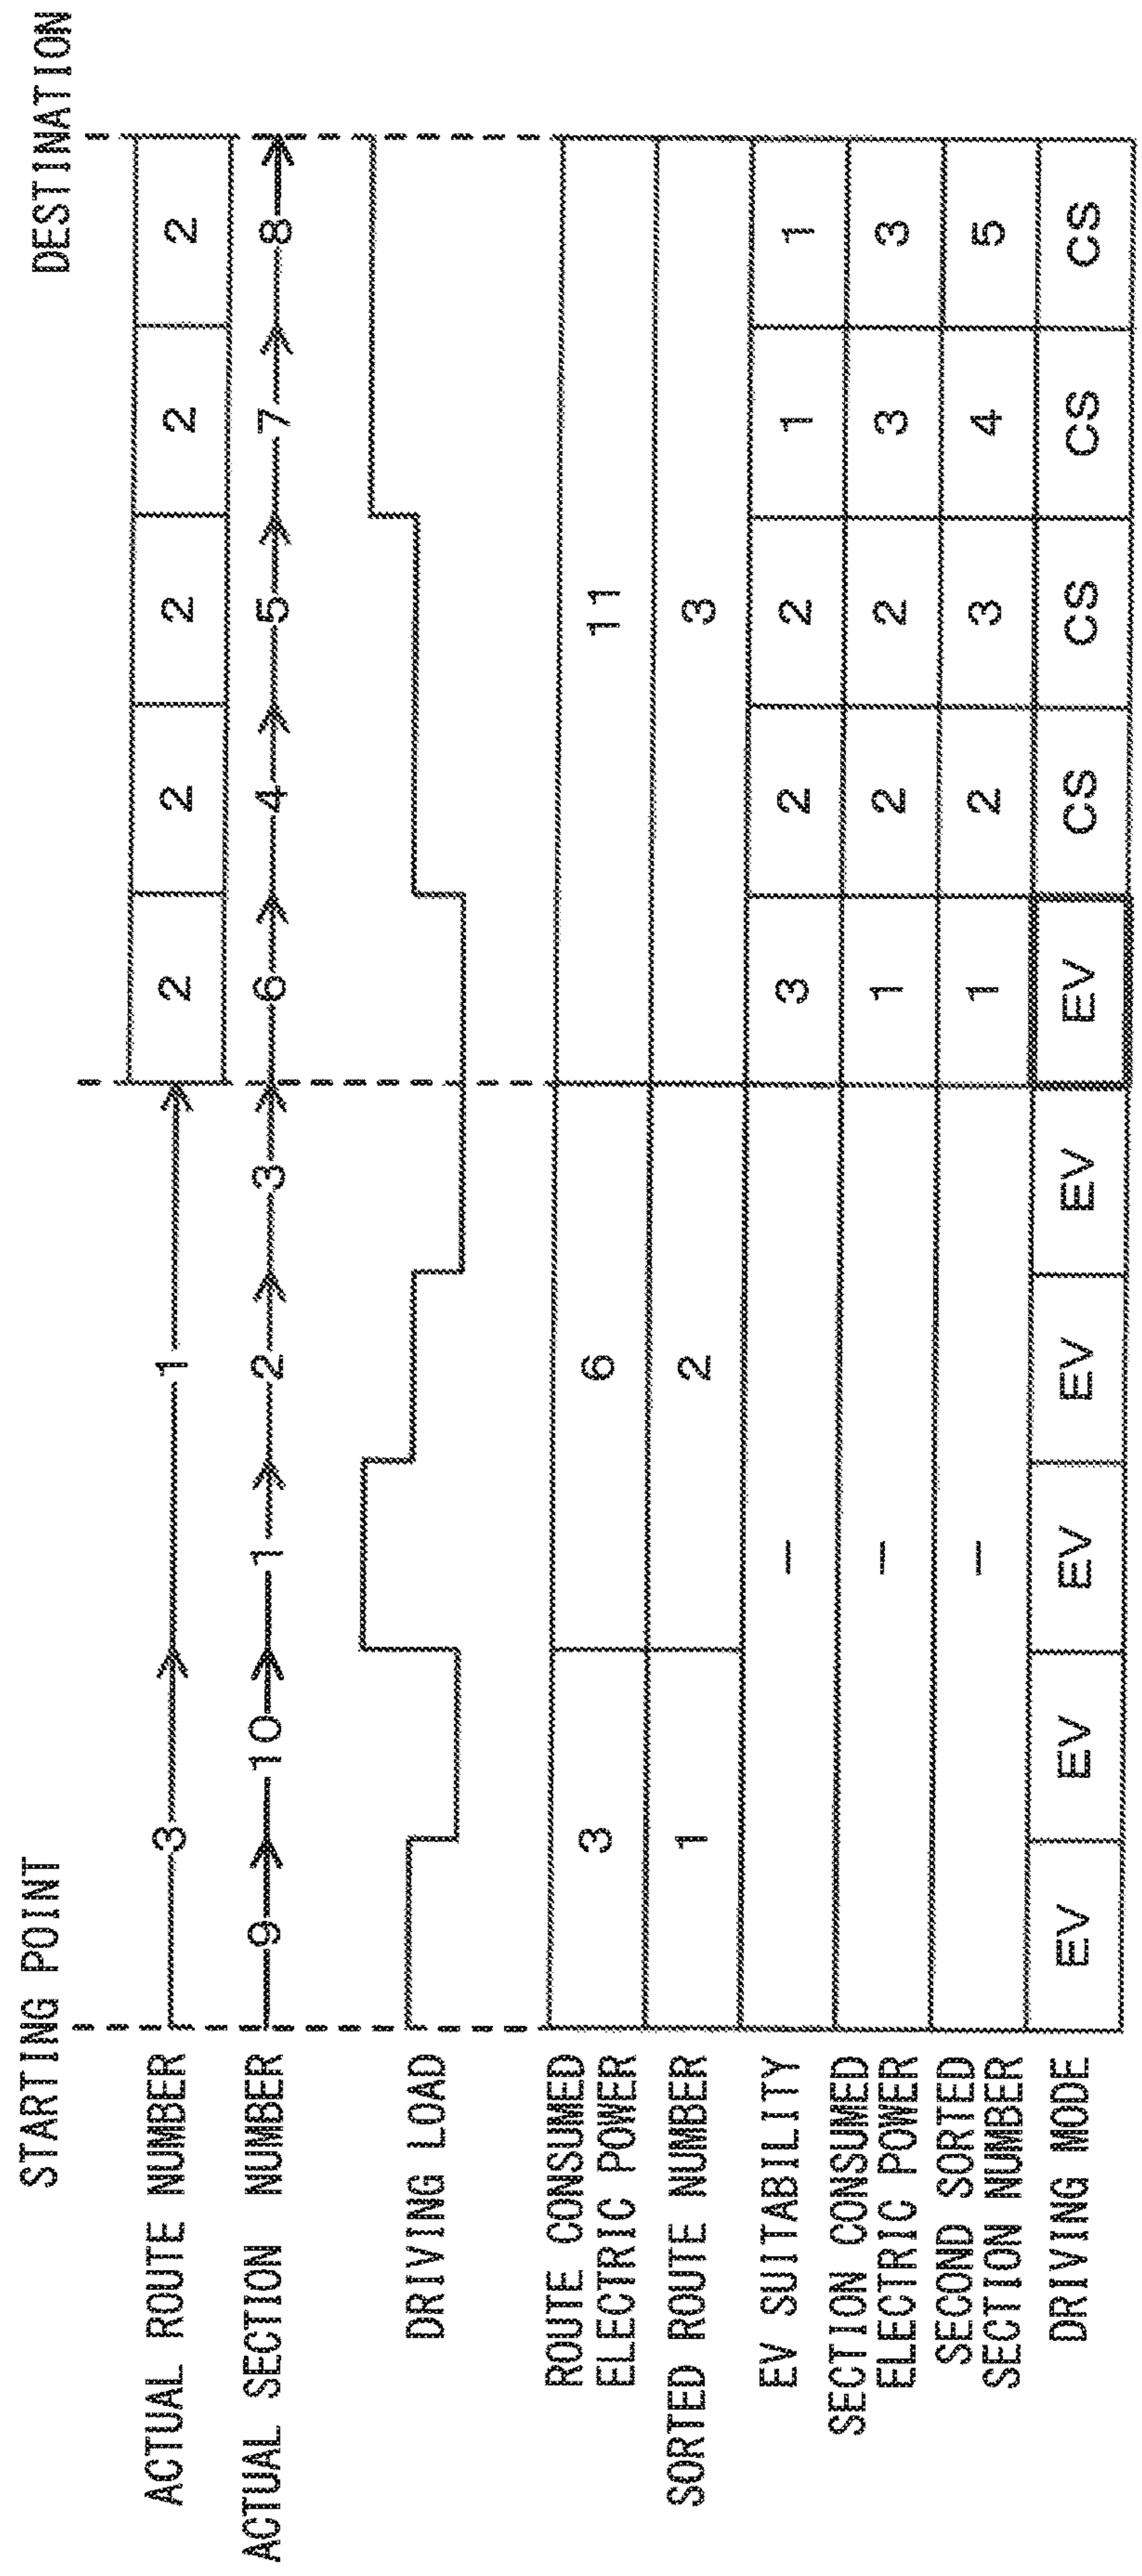 STARTING POINT
DESTINATION
ACTUAL ROUTE NUMBER 3 1 2 2 2 2 2
ACTUAL SECTION NUMBER 9 10 1 2 3 6 4 5 7 8
DRIVING LOAD
ROUTE CONSUMED
ELECTRIC POWER
3 6 11
SORTED ROUTE NUMBER 1 2 3
EV SUITABILITY – 3 2 2 1 1
SECTION CONSUMED
ELECTRIC POWER
– 1 2 2 3 3
SECOND SORTED
SECTION NUMBER
– 1 2 3 4 5
DRIVING MODE EV EV EV EV EV EV CS CS CS CS